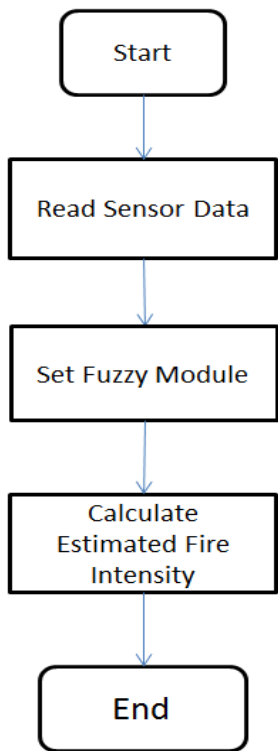 Start
Read Sensor Data
Set Fuzzy Module
Calculate
Estimated Fire
Intensity
End